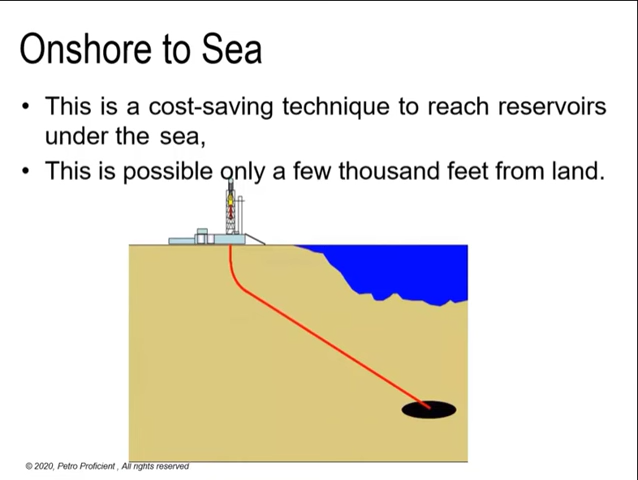 Onshore to Sea
• This is a cost-saving technique to reach reservoirs
under the sea,
• This is possible only a few thousand feet from land.
© 2020, Petro Proficient , All rights reserved